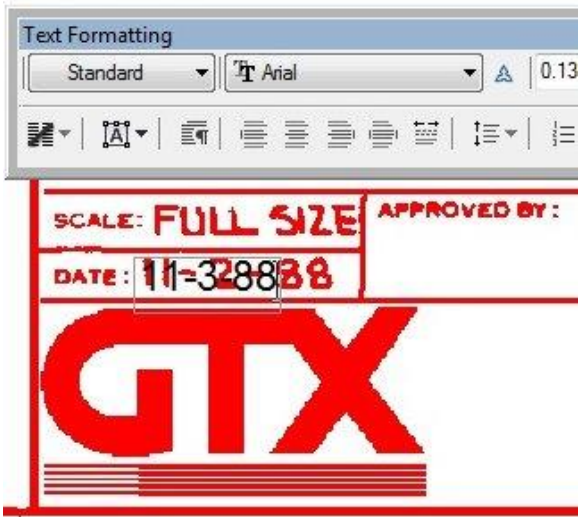 Text Formatting
Standard
Arial
0.13
SCALE: FULL SIZE
APPROVED BY:
DATE: 11-3-88
GTX